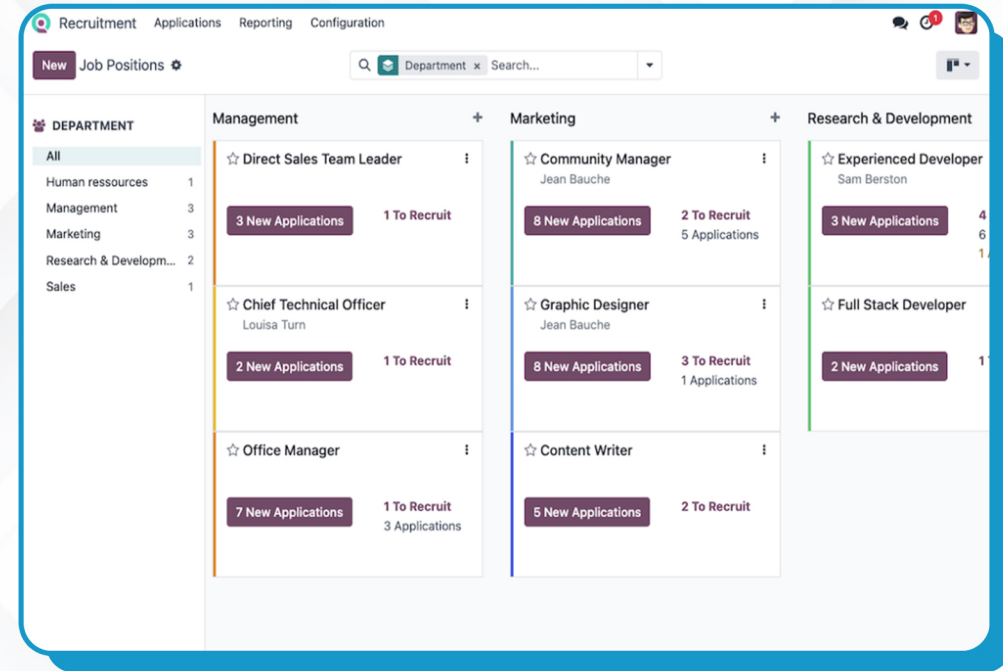 Recruitment Applications Reporting Configuration
1
New Job Positions
Department × Search...
DEPARTMENT
All
Human ressources 1
Management 3
Marketing 3
Research & Developm... 2
Sales 1
Management +
Direct Sales Team Leader
3 New Applications 1 To Recruit
Chief Technical Officer
Louisa Turn
2 New Applications 1 To Recruit
Office Manager
7 New Applications 1 To Recruit
3 Applications
Marketing +
Community Manager
Jean Bauche
8 New Applications 2 To Recruit
5 Applications
Graphic Designer
Jean Bauche
8 New Applications 3 To Recruit
1 Applications
Content Writer
5 New Applications 2 To Recruit
Research & Development
Experienced Developer
Sam Berston
3 New Applications 4
6
1
Full Stack Developer
2 New Applications 1